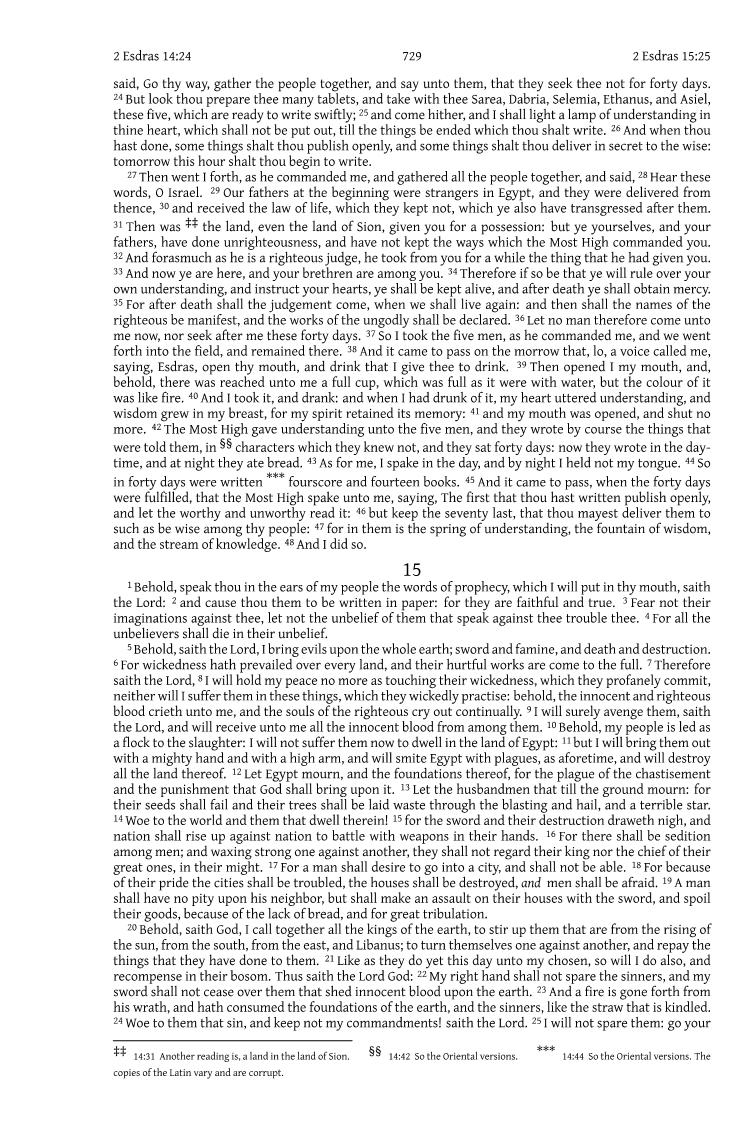 2 Esdras 14:24 729 2 Esdras 15:25
said, Go thy way, gather the people together, and say unto them, that they seek thee not for forty days.
24 But look thou prepare thee many tablets, and take with thee Sarea, Dabria, Selemia, Ethanus, and Asiel,
these five, which are ready to write swiftly; 25 and come hither, and I shall light a lamp of understanding in
thine heart, which shall not be put out, till the things be ended which thou shalt write. 26 And when thou
hast done, some things shalt thou publish openly, and some things shalt thou deliver in secret to the wise:
tomorrow this hour shalt thou begin to write.
27 Then went I forth, as he commanded me, and gathered all the people together, and said, 28 Hear these
words, O Israel. 29 Our fathers at the beginning were strangers in Egypt, and they were delivered from
thence, 30 and received the law of life, which they kept not, which ye also have transgressed after them.
31 Then was ‡‡ the land, even the land of Sion, given you for a possession: but ye yourselves, and your
fathers, have done unrighteousness, and have not kept the ways which the Most High commanded you.
32 And forasmuch as he is a righteous judge, he took from you for a while the thing that he had given you.
33 And now ye are here, and your brethren are among you. 34 Therefore if so be that ye will rule over your
own understanding, and instruct your hearts, ye shall be kept alive, and after death ye shall obtain mercy.
35 For after death shall the judgement come, when we shall live again: and then shall the names of the
righteous be manifest, and the works of the ungodly shall be declared. 36 Let no man therefore come unto
me now, nor seek after me these forty days. 37 So I took the five men, as he commanded me, and we went
forth into the field, and remained there. 38 And it came to pass on the morrow that, lo, a voice called me,
saying, Esdras, open thy mouth, and drink that I give thee to drink. 39 Then opened I my mouth, and,
behold, there was reached unto me a full cup, which was full as it were with water, but the colour of it
was like fire. 40 And I took it, and drank: and when I had drunk of it, my heart uttered understanding, and
wisdom grew in my breast, for my spirit retained its memory: 41 and my mouth was opened, and shut no
more. 42 The Most High gave understanding unto the five men, and they wrote by course the things that
were told them, in §§ characters which they knew not, and they sat forty days: now they wrote in the day-
time, and at night they ate bread. 43 As for me, I spake in the day, and by night I held not my tongue. 44 So
in forty days were written *** fourscore and fourteen books. 45 And it came to pass, when the forty days
were fulfilled, that the Most High spake unto me, saying, The first that thou hast written publish openly,
and let the worthy and unworthy read it: 46 but keep the seventy last, that thou mayest deliver them to
such as be wise among thy people: 47 for in them is the spring of understanding, the fountain of wisdom,
and the stream of knowledge. 48 And I did so.
15
1 Behold, speak thou in the ears of my people the words of prophecy, which I will put in thy mouth, saith
the Lord: 2 and cause thou them to be written in paper: for they are faithful and true. 3 Fear not their
imaginations against thee, let not the unbelief of them that speak against thee trouble thee. 4 For all the
unbelievers shall die in their unbelief.
5 Behold, saith the Lord, I bring evils upon the whole earth; sword and famine, and death and destruction.
6 For wickedness hath prevailed over every land, and their hurtful works are come to the full. 7 Therefore
saith the Lord, 8 I will hold my peace no more as touching their wickedness, which they profanely commit,
neither will I suffer them in these things, which they wickedly practise: behold, the innocent and righteous
blood crieth unto me, and the souls of the righteous cry out continually. 9 I will surely avenge them, saith
the Lord, and will receive unto me all the innocent blood from among them. 10 Behold, my people is led as
a flock to the slaughter: I will not suffer them now to dwell in the land of Egypt: 11 but I will bring them out
with a mighty hand and with a high arm, and will smite Egypt with plagues, as aforetime, and will destroy
all the land thereof. 12 Let Egypt mourn, and the foundations thereof, for the plague of the chastisement
and the punishment that God shall bring upon it. 13 Let the husbandmen that till the ground mourn: for
their seeds shall fail and their trees shall be laid waste through the blasting and hail, and a terrible star.
14 Woe to the world and them that dwell therein! 15 for the sword and their destruction draweth nigh, and
nation shall rise up against nation to battle with weapons in their hands. 16 For there shall be sedition
among men; and waxing strong one against another, they shall not regard their king nor the chief of their
great ones, in their might. 17 For a man shall desire to go into a city, and shall not be able. 18 For because
of their pride the cities shall be troubled, the houses shall be destroyed, and men shall be afraid. 19 A man
shall have no pity upon his neighbor, but shall make an assault on their houses with the sword, and spoil
their goods, because of the lack of bread, and for great tribulation.
20 Behold, saith God, I call together all the kings of the earth, to stir up them that are from the rising of
the sun, from the south, from the east, and Libanus; to turn themselves one against another, and repay the
things that they have done to them. 21 Like as they do yet this day unto my chosen, so will I do also, and
recompense in their bosom. Thus saith the Lord God: 22 My right hand shall not spare the sinners, and my
sword shall not cease over them that shed innocent blood upon the earth. 23 And a fire is gone forth from
his wrath, and hath consumed the foundations of the earth, and the sinners, like the straw that is kindled.
24 Woe to them that sin, and keep not my commandments! saith the Lord. 25 I will not spare them: go your
‡‡ 14:31 Another reading is, a land in the land of Sion. §§ 14:42 So the Oriental versions. *** 14:44 So the Oriental versions. The
copies of the Latin vary and are corrupt.